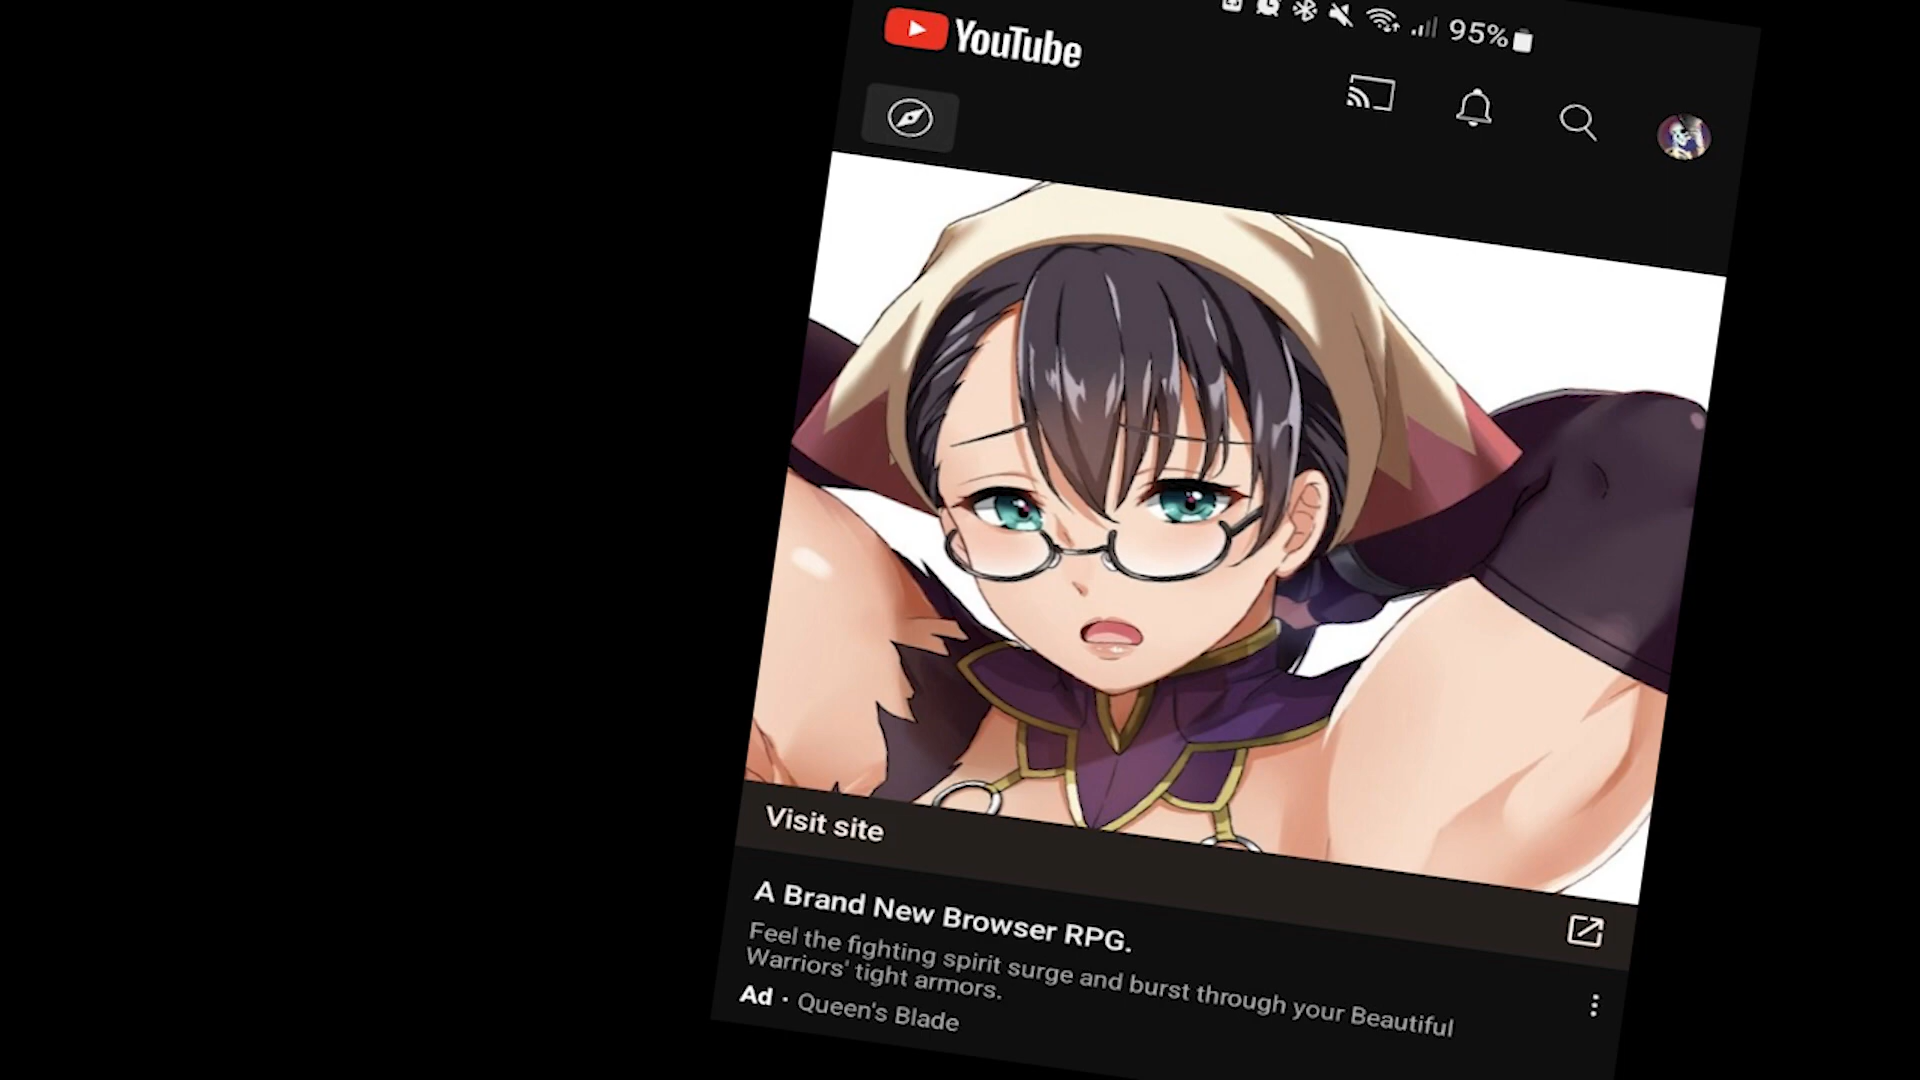 95%
YouTube
Visit site
A Brand New Browser RPG.
Feel the fighting spirit surge and burst through your Beautiful
Warriors' tight armors.
Ad · Queen's Blade